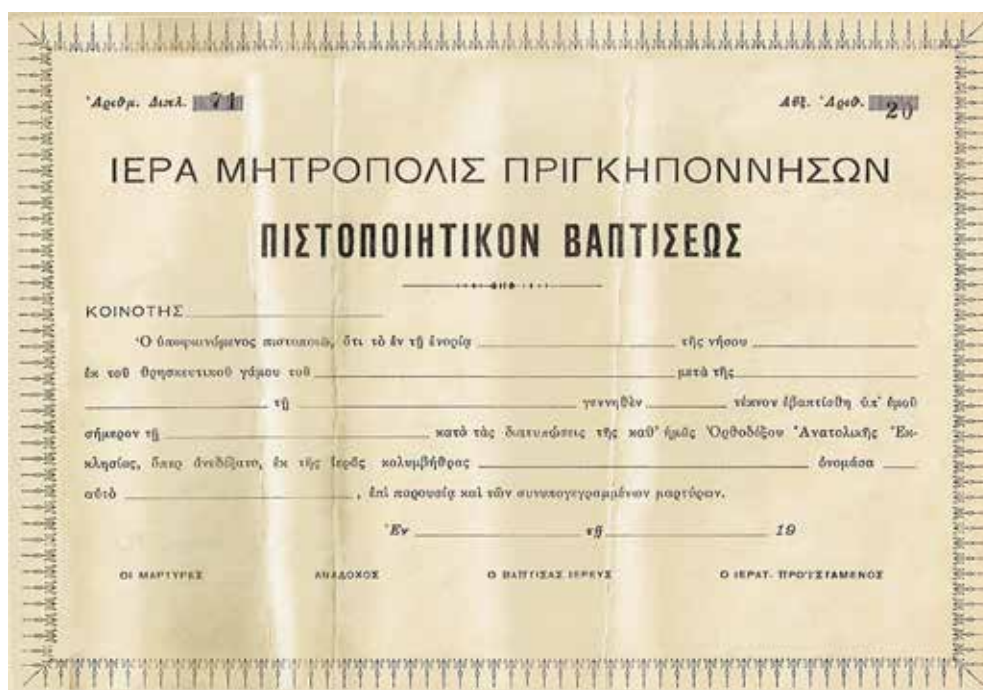 Ἀριθμ. Διπλ. 71
Αὔξ. Ἀριθ. 20
ΙΕΡΑ ΜΗΤΡΟΠΟΛΙΣ ΠΡΙΓΚΗΠΟΝΝΗΣΩΝ
ΠΙΣΤΟΠΟΙΗΤΙΚΟΝ ΒΑΠΤΙΣΕΩΣ
ΚΟΙΝΟΤΗΣ
Ὁ ὑποφαινόμενος πιστοποιῶ, ὅτι τὸ ἐν τῇ ἐνορίᾳ τῆς νήσου
ἐκ τοῦ θρησκευτικοῦ γάμου τοῦ μετὰ τῆς
τῇ γεννηθὲν τέκνον ἐβαπτίσθη ὑπ' ἐμοῦ
σήμερον τῇ κατὰ τὰς διατυπώσεις τῆς καθ' ἡμᾶς Ὀρθοδόξου Ἀνατολικῆς Ἐκ-
κλησίας, ὅπερ ἀνεδέξατο, ἐκ τῆς ἱερᾶς κολυμβήθρας ὀνομάσα
αὐτὸ , ἐπὶ παρουσίᾳ καὶ τῶν συνυπογεγραμμένων μαρτύρων.
Ἐν τῇ 19
ΟΙ ΜΑΡΤΥΡΕΣ ΑΝΑΔΟΧΟΣ Ο ΒΑΠΤΙΣΑΣ ΙΕΡΕΥΣ Ο ΙΕΡΑΤ. ΠΡΟΪΣΤΑΜΕΝΟΣ